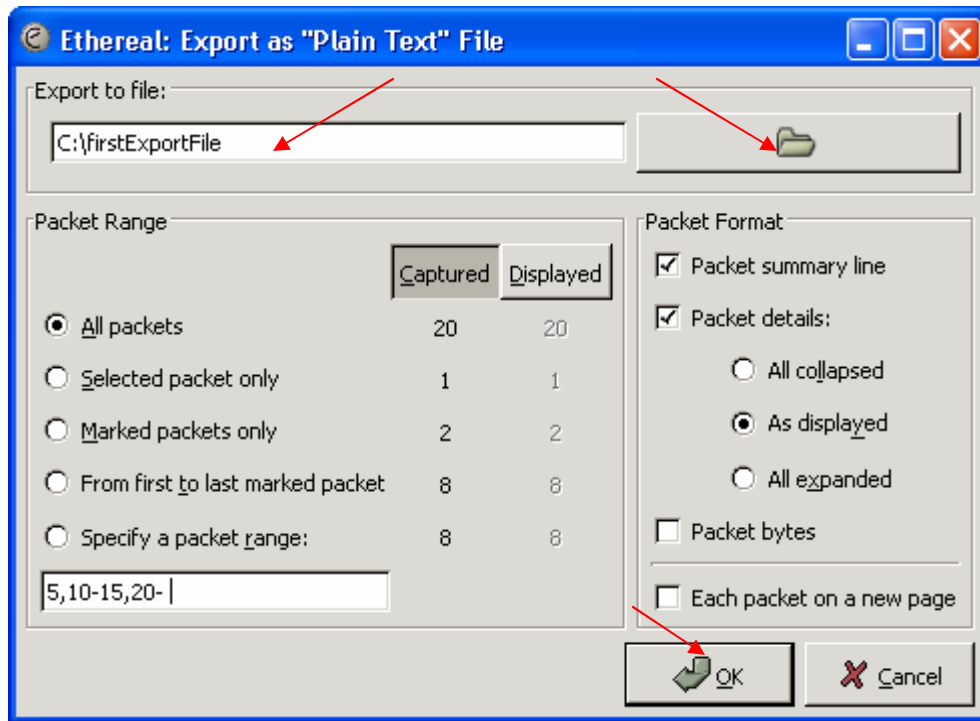 Ethereal: Export as "Plain Text" File
Export to file:
C:\firstExportFile
Packet Range
Captured Displayed
All packets 20 20
Selected packet only 1 1
Marked packets only 2 2
From first to last marked packet 8 8
Specify a packet range: 8 8
5,10-15,20-
Packet Format
Packet summary line
Packet details:
All collapsed
As displayed
All expanded
Packet bytes
Each packet on a new page
OK Cancel